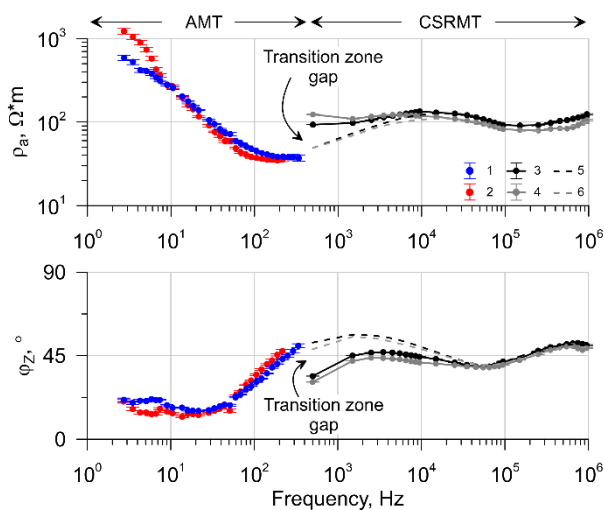 AMT CSRMT
10³
Transition zone
gap
ρₐ, Ω*m
10²
1 3 5
2 4 6
10¹
10⁰ 10¹ 10² 10³ 10⁴ 10⁵ 10⁶
90
φ_Z, °
45
Transition zone
gap
0
10⁰ 10¹ 10² 10³ 10⁴ 10⁵ 10⁶
Frequency, Hz